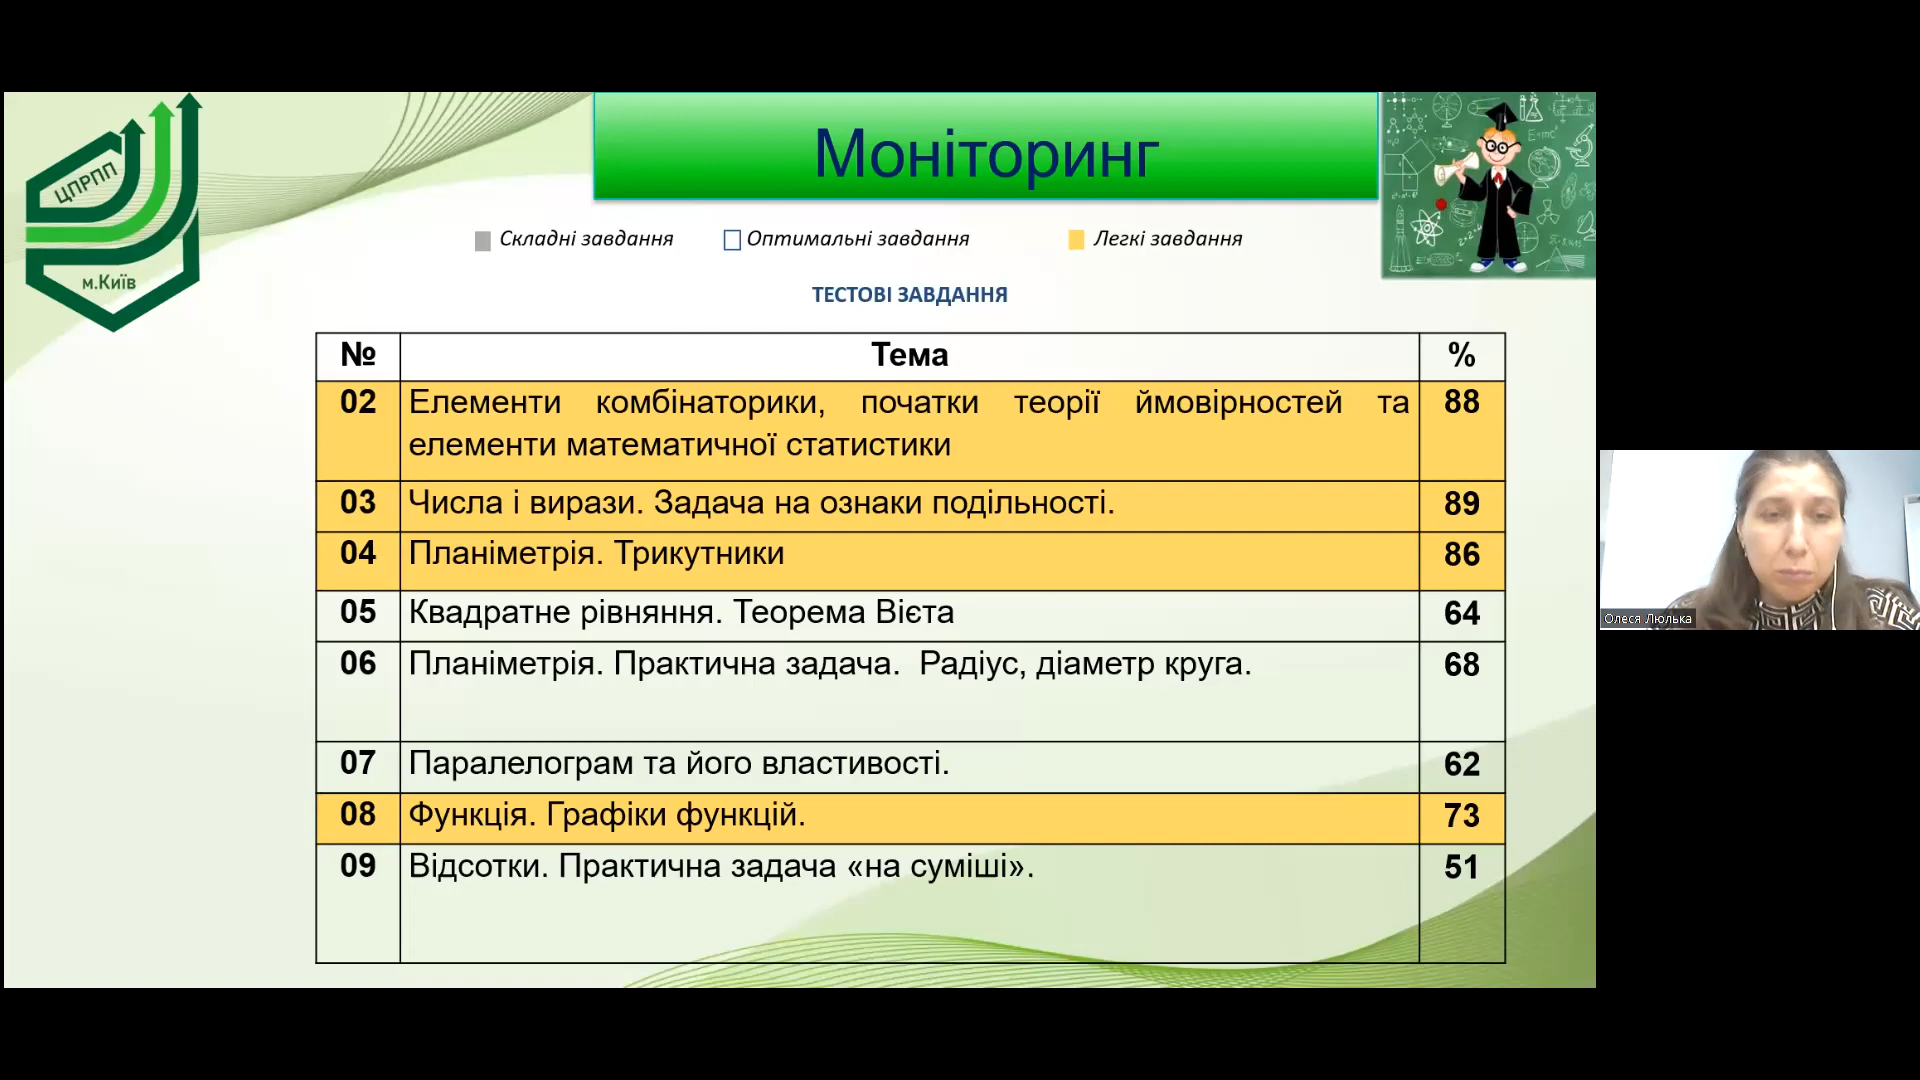 ЦПРПП
м.Київ
Моніторинг
Складні завдання
Оптимальні завдання
Легкі завдання
ТЕСТОВІ ЗАВДАННЯ
№ Тема %
02 Елементи комбінаторики, початки теорії ймовірностей та 88
елементи математичної статистики
03 Числа і вирази. Задача на ознаки подільності. 89
04 Планіметрія. Трикутники 86
05 Квадратне рівняння. Теорема Вієта 64
06 Планіметрія. Практична задача. Радіус, діаметр круга. 68
07 Паралелограм та його властивості. 62
08 Функція. Графіки функцій. 73
09 Відсотки. Практична задача «на суміші». 51
Олеся Люлька